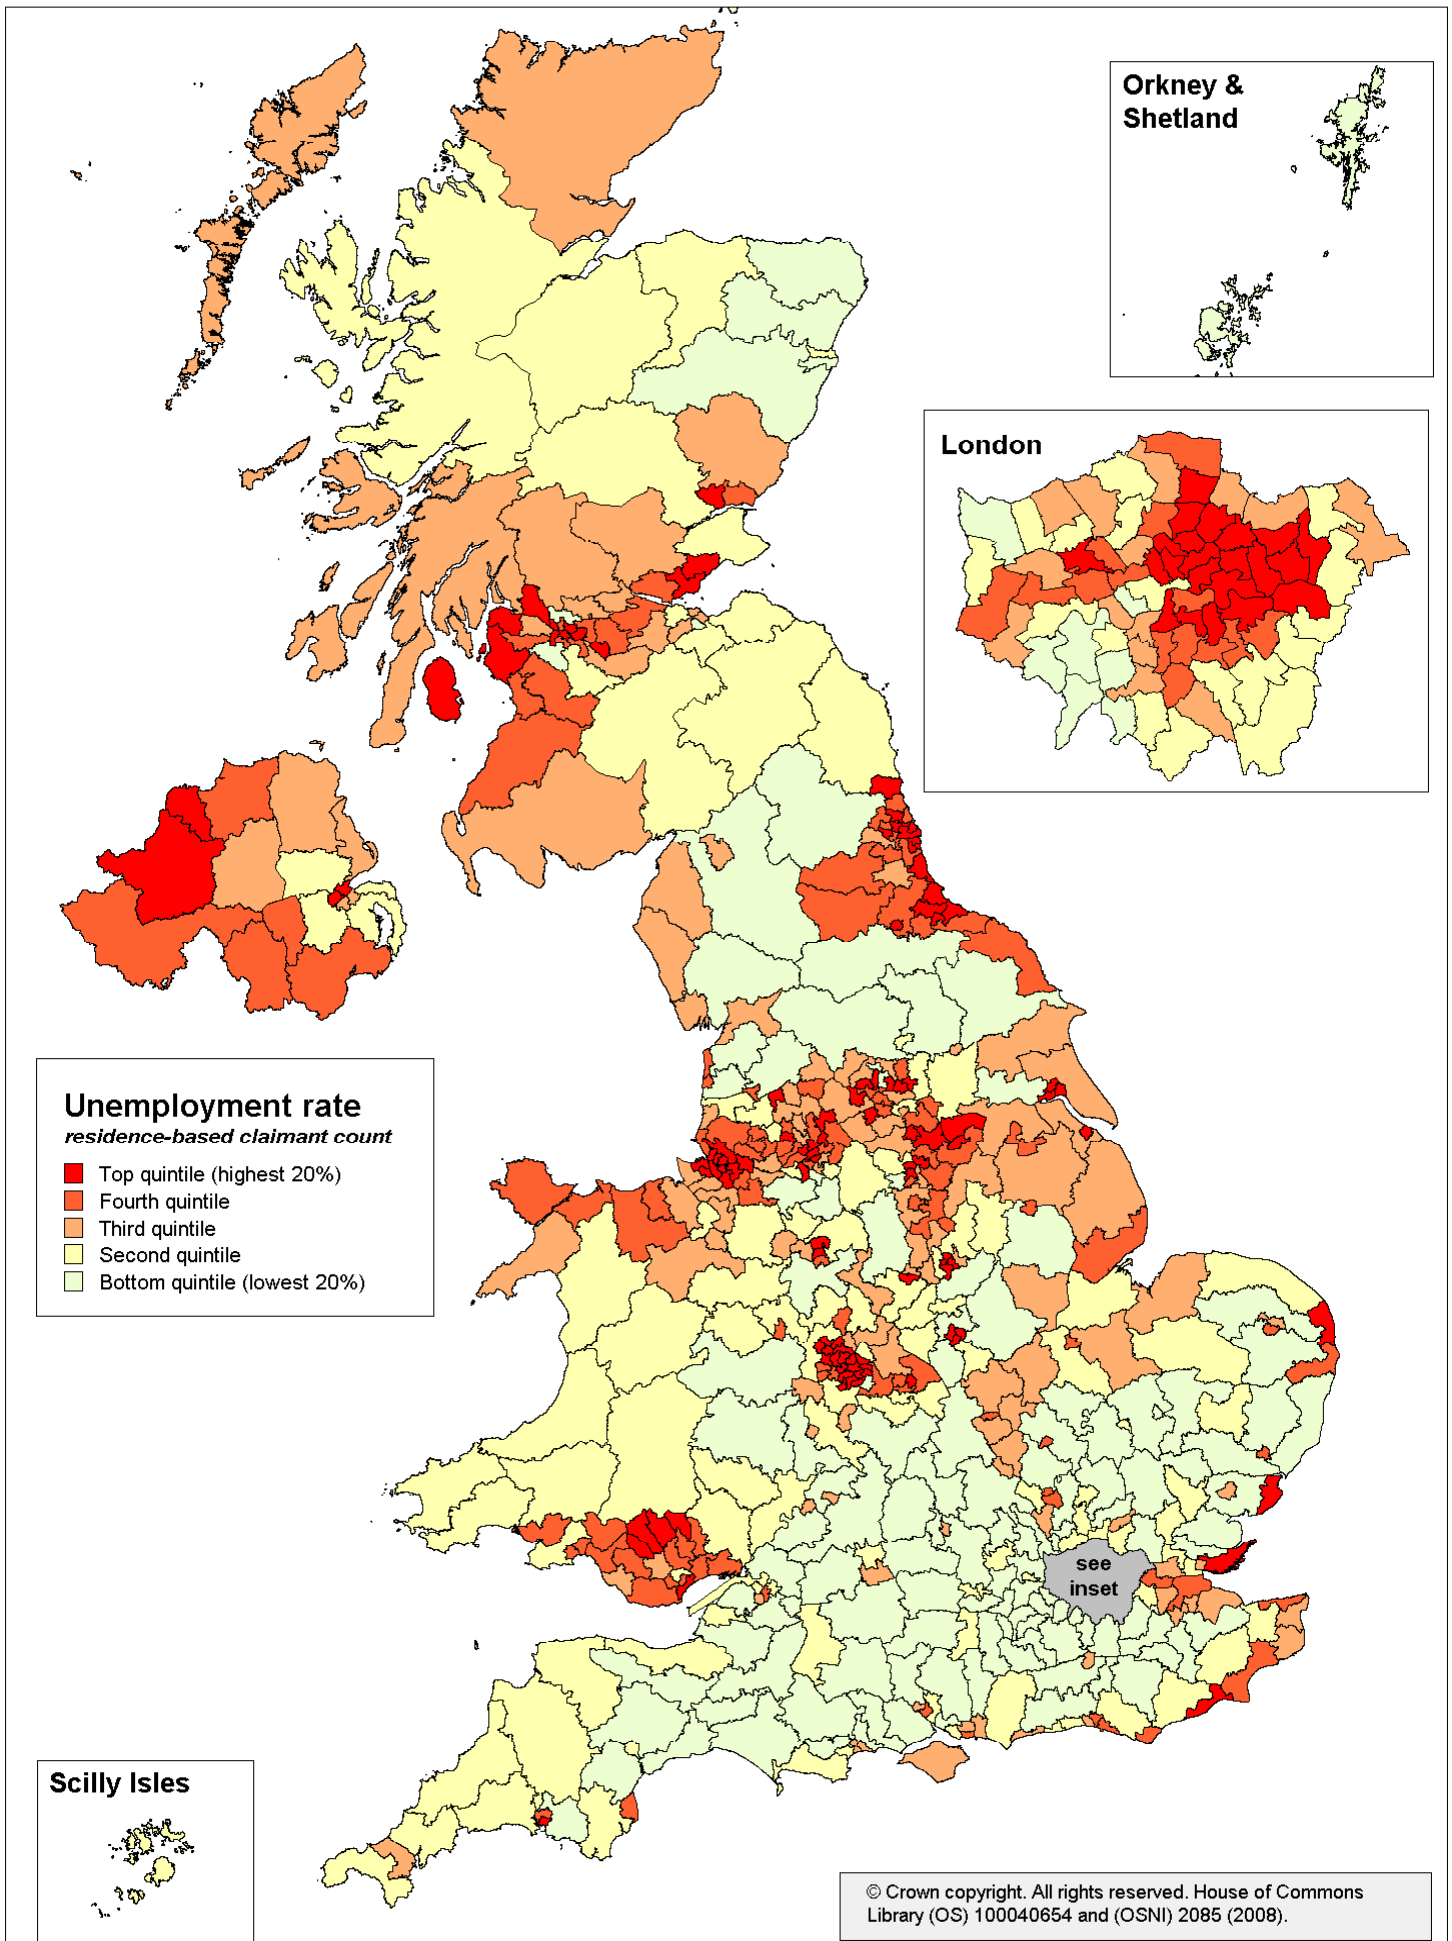 Orkney &
Shetland
London
Unemployment rate
residence-based claimant count
Top quintile (highest 20%)
Fourth quintile
Third quintile
Second quintile
Bottom quintile (lowest 20%)
see
inset
Scilly Isles
© Crown copyright. All rights reserved. House of Commons
Library (OS) 100040654 and (OSNI) 2085 (2008).